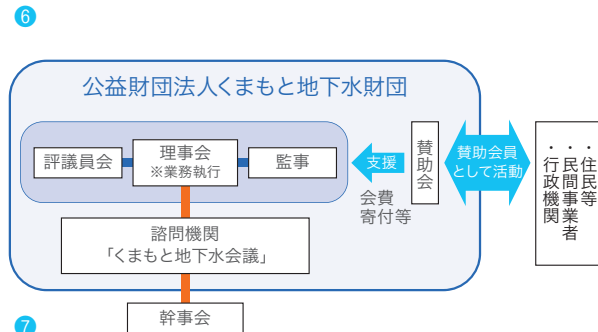 6
公益財団法人くまもと地下水財団
評議員会
理事会
※業務執行
監事
支援
会費
寄付等
賛助会
賛助会員
として活動
・住民等
・民間事業者
・行政機関
諮問機関
「くまもと地下水会議」
幹事会
7